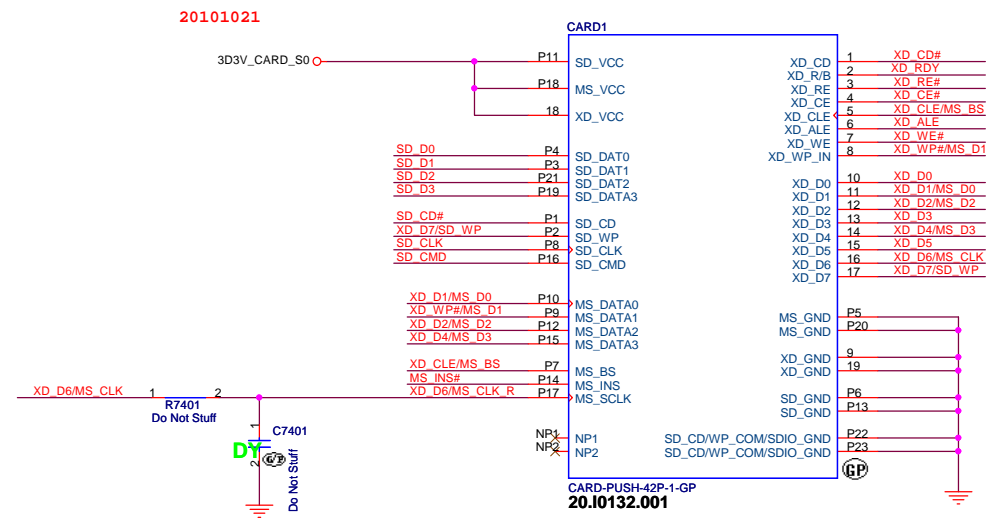 20101021
CARD1
3D3V_CARD_S0
P11 SD_VCC
P18 MS_VCC
18 XD_VCC
SD_D0 P4 SD_DAT0
SD_D1 P3 SD_DAT1
SD_D2 P21 SD_DAT2
SD_D3 P19 SD_DATA3
SD_CD# P1 SD_CD
XD_D7/SD_WP P2 SD_WP
SD_CLK P8 SD_CLK
SD_CMD P16 SD_CMD
XD_D1/MS_D0 P10 MS_DATA0
XD_WP#/MS_D1 P9 MS_DATA1
XD_D2/MS_D2 P12 MS_DATA2
XD_D4/MS_D3 P15 MS_DATA3
XD_CLE/MS_BS P7 MS_BS
MS_INS# P14 MS_INS
XD_D6/MS_CLK_R P17 MS_SCLK
NP1 NP1
NP2 NP2
XD_CD 1 XD_CD#
XD_R/B 2 XD_RDY
XD_RE 3 XD_RE#
XD_CE 4 XD_CE#
XD_CLE 5 XD_CLE/MS_BS
XD_ALE 6 XD_ALE
XD_WE 7 XD_WE#
XD_WP_IN 8 XD_WP#/MS_D1
XD_D0 10 XD_D0
XD_D1 11 XD_D1/MS_D0
XD_D2 12 XD_D2/MS_D2
XD_D3 13 XD_D3
XD_D4 14 XD_D4/MS_D3
XD_D5 15 XD_D5
XD_D6 16 XD_D6/MS_CLK
XD_D7 17 XD_D7/SD_WP
MS_GND P5
MS_GND P20
XD_GND 9
XD_GND 19
SD_GND P6
SD_GND P13
SD_CD/WP_COM/SDIO_GND P22
SD_CD/WP_COM/SDIO_GND P23
GP
CARD-PUSH-42P-1-GP
20.I0132.001
XD_D6/MS_CLK 1 2
R7401
Do Not Stuff
1
C7401
DY
G/P
2
Do Not Stuff